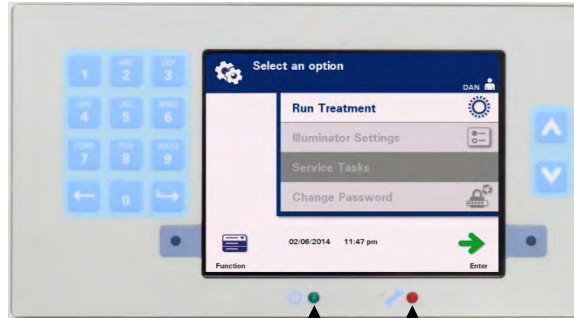 1 2 3
4 5 6
7 8 9
0
Select an option
DAN
Run Treatment
Illuminator Settings
Service Tasks
Change Password
02/06/2014 11:47 pm
Function
Enter